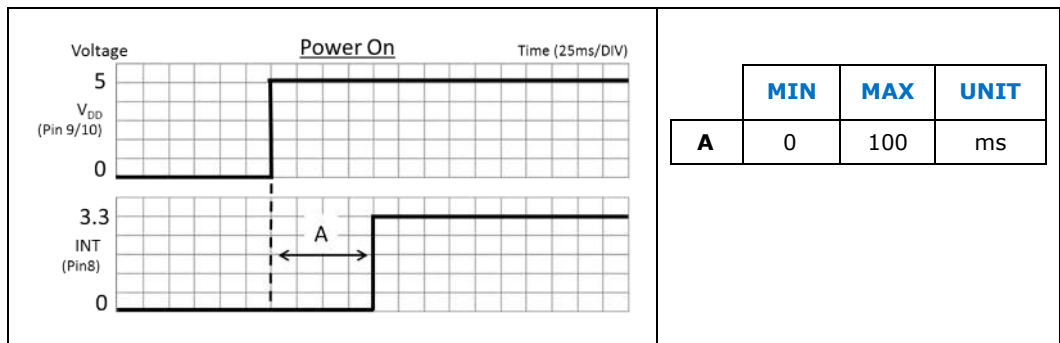 Voltage Power On Time (25ms/DIV)
5
VDD
(Pin 9/10)
0
3.3
INT
(Pin8)
0
A
MIN MAX UNIT
A 0 100 ms